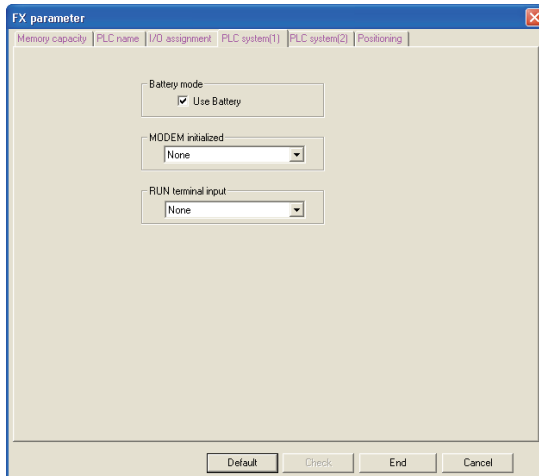 FX parameter
Memory capacity PLC name I/O assignment PLC system(1) PLC system(2) Positioning
Battery mode
Use Battery
MODEM initialized
None
RUN terminal input
None
Default Check End Cancel